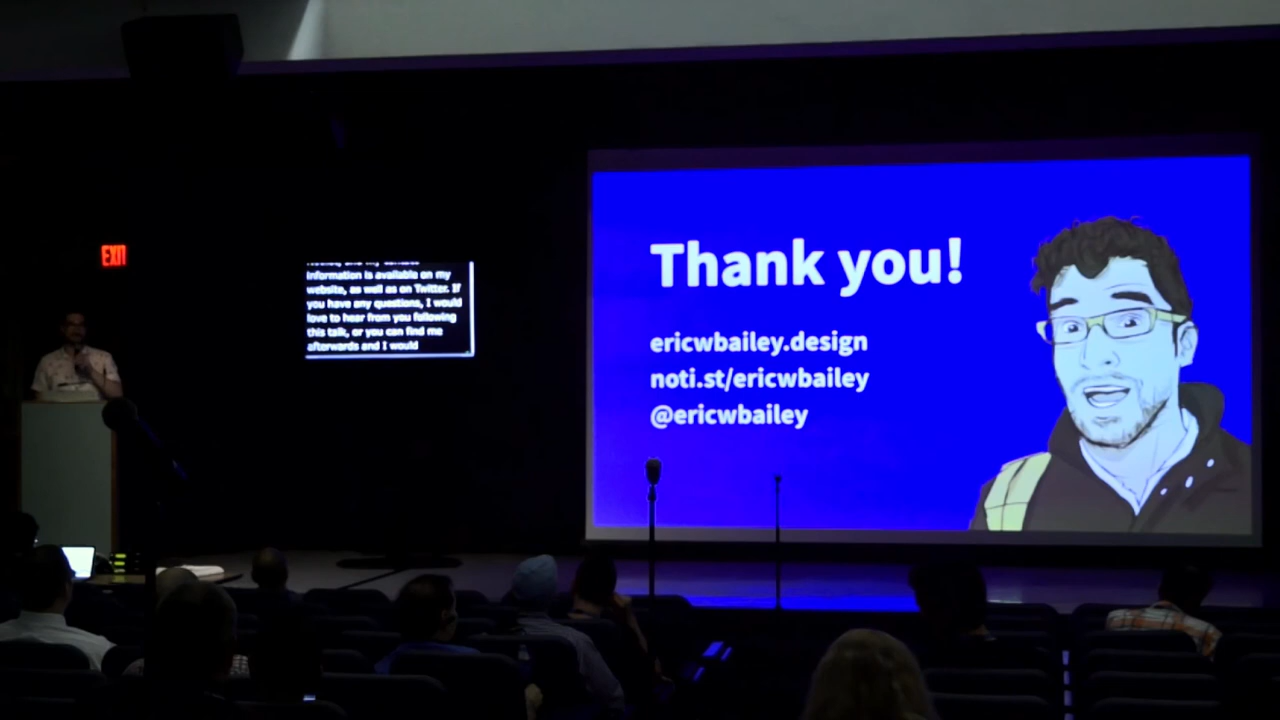 EXIT
information is available on my
website, as well as on Twitter. If
you have any questions, I would
love to hear from you following
this talk, or you can find me
afterwards and I would
Thank you!
ericwbailey.design
noti.st/ericwbailey
@ericwbailey